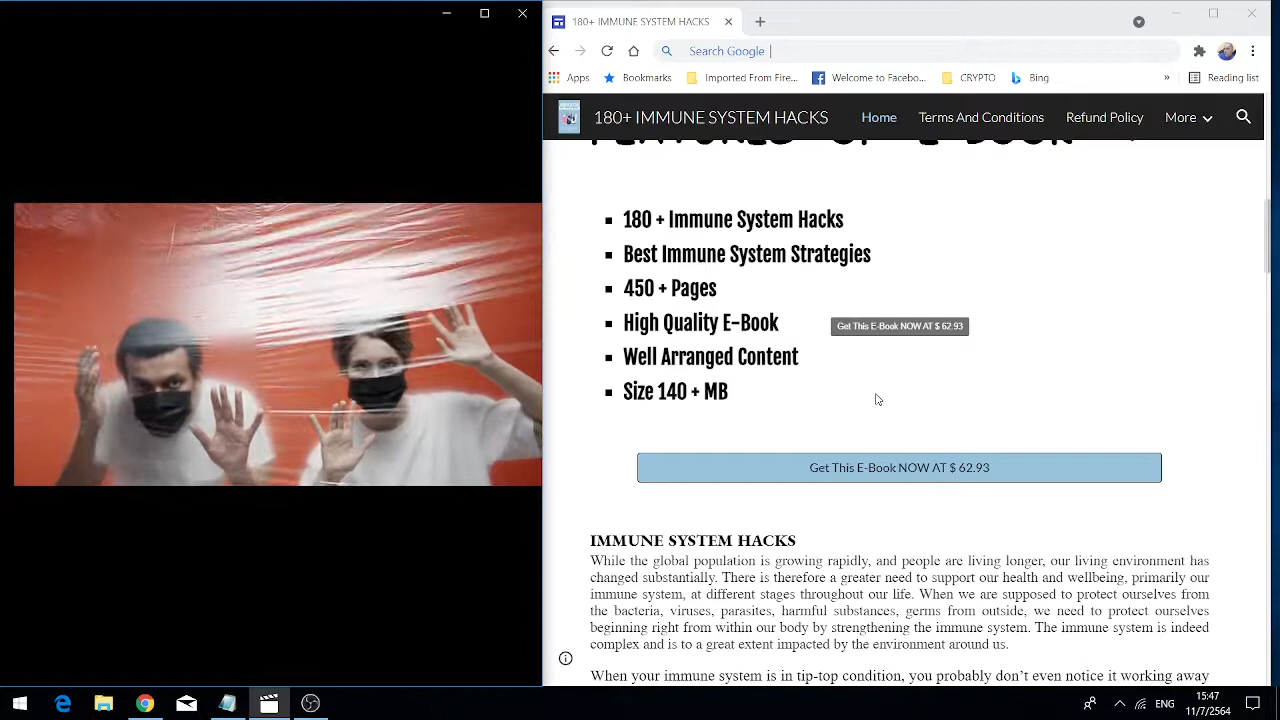 180+ IMMUNE SYSTEM HACKS
Search Google
Apps
Bookmarks
Imported From Fire...
Welcome to Facebo...
CRYPTO
Bing
»
Reading list
180+ IMMUNE SYSTEM HACKS
Home
Terms And Conditions
Refund Policy
More
FEATURES OF E-BOOK
180 + Immune System Hacks
Best Immune System Strategies
450 + Pages
High Quality E-Book
Get This E-Book NOW AT $ 62.93
Well Arranged Content
Size 140 + MB
Get This E-Book NOW AT $ 62.93
IMMUNE SYSTEM HACKS
While the global population is growing rapidly, and people are living longer, our living environment has
changed substantially. There is therefore a greater need to support our health and wellbeing, primarily our
immune system, at different stages throughout our life. When we are supposed to protect ourselves from
the bacteria, viruses, parasites, harmful substances, germs from outside, we need to protect ourselves
beginning right from within our body by strengthening the immune system. The immune system is indeed
complex and is to a great extent impacted by the environment around us.
When your immune system is in tip-top condition, you probably don't even notice it working away
ENG
15:47
11/7/2564